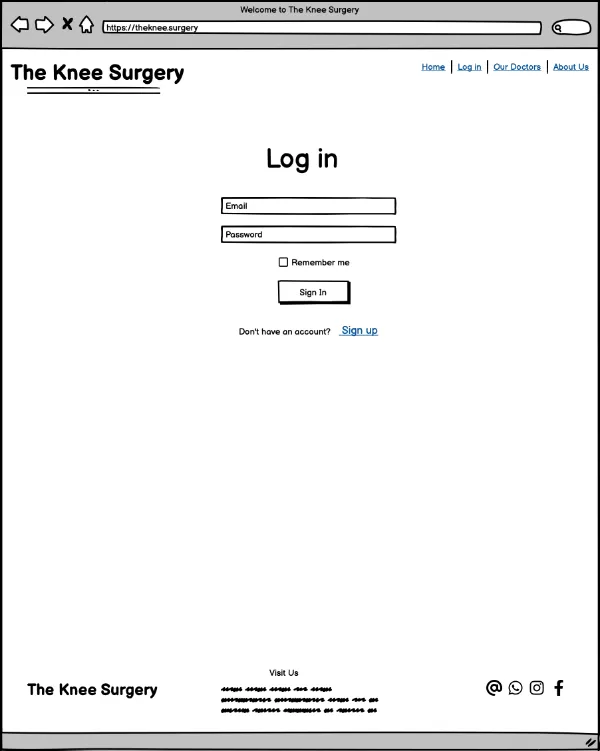 Welcome to The Knee Surgery
https://theknee.surgery
The Knee Surgery
Home | Log in | Our Doctors | About Us
Log in
Email
Password
Remember me
Sign In
Don't have an account? Sign up
Visit Us
The Knee Surgery